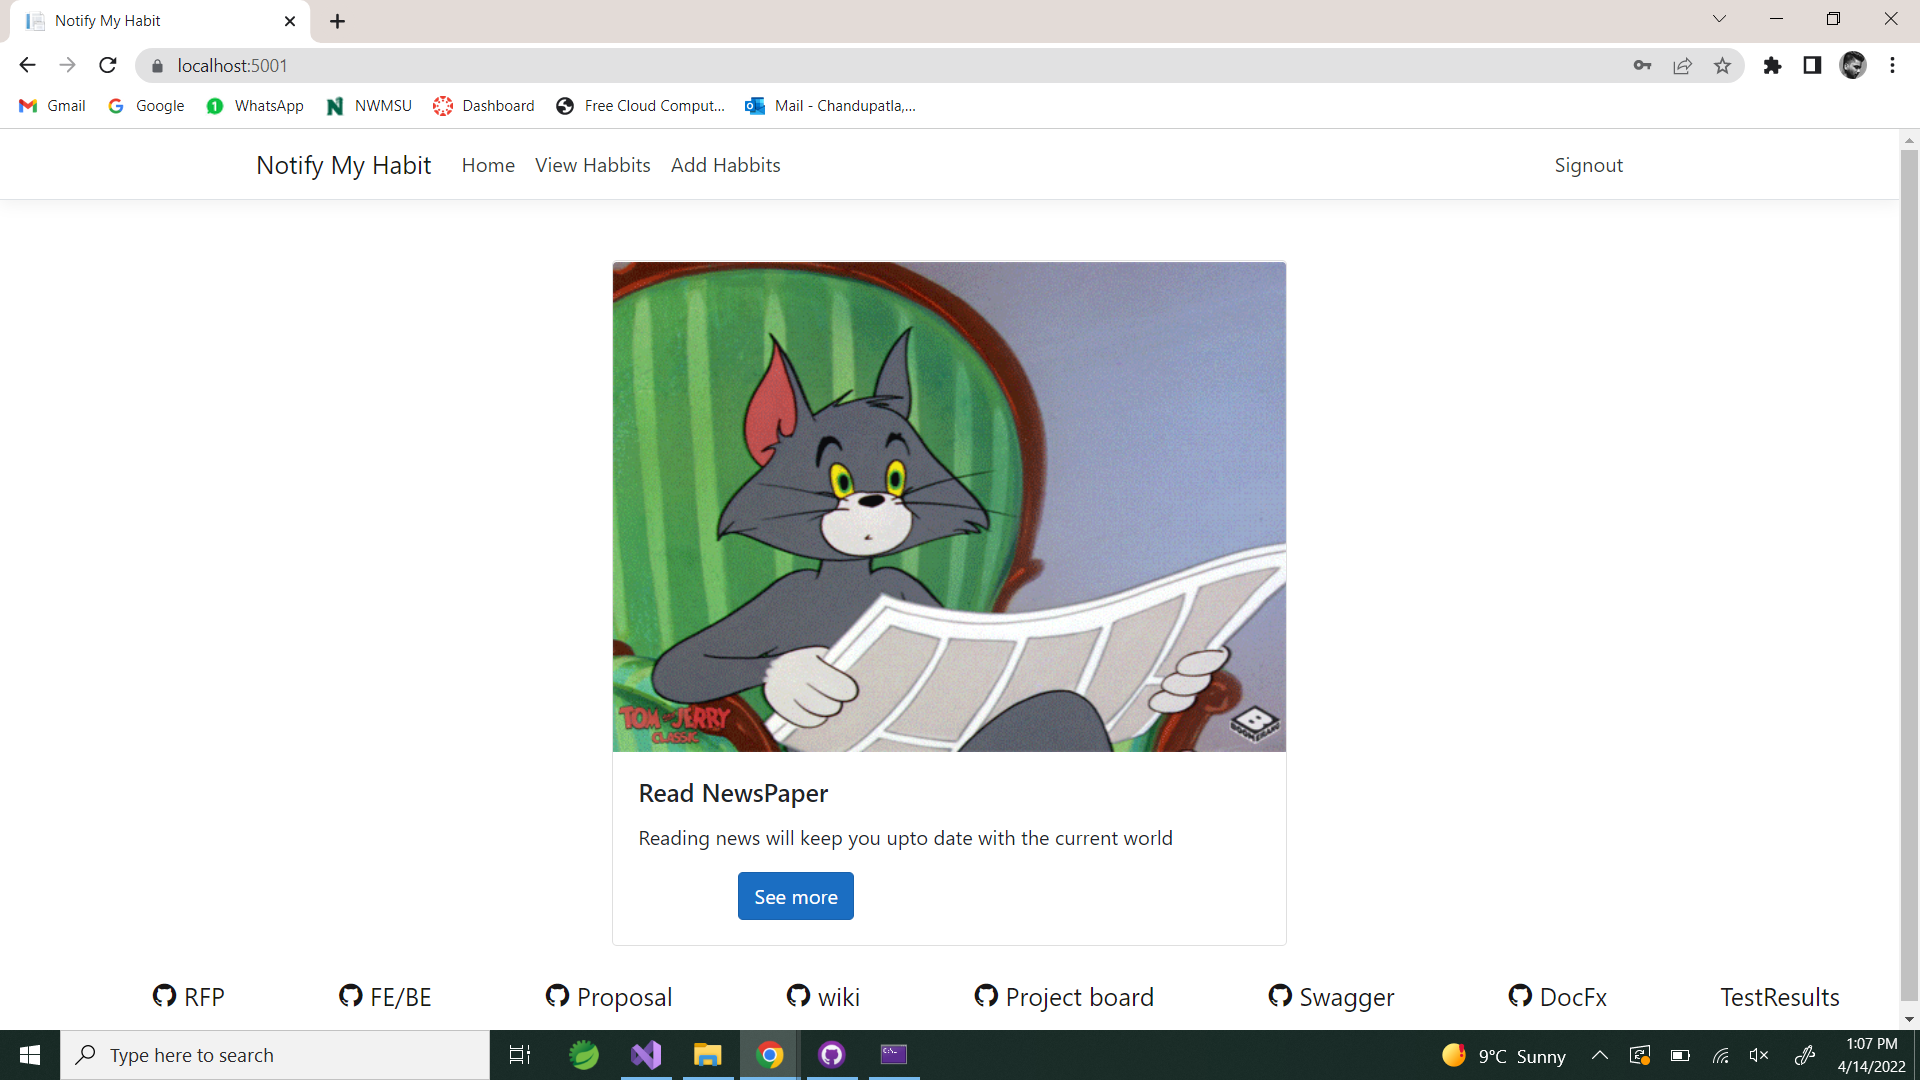 Notify My Habit
localhost:5001
Gmail Google WhatsApp NWMSU Dashboard Free Cloud Comput... Mail - Chandupatla,...
Notify My Habit Home View Habbits Add Habbits Signout
TOM AND JERRY
CLASSIC
B
BOOMERANG
Read NewsPaper
Reading news will keep you upto date with the current world
See more
RFP FE/BE Proposal wiki Project board Swagger DocFx TestResults
Type here to search
9°C Sunny
1:07 PM
4/14/2022